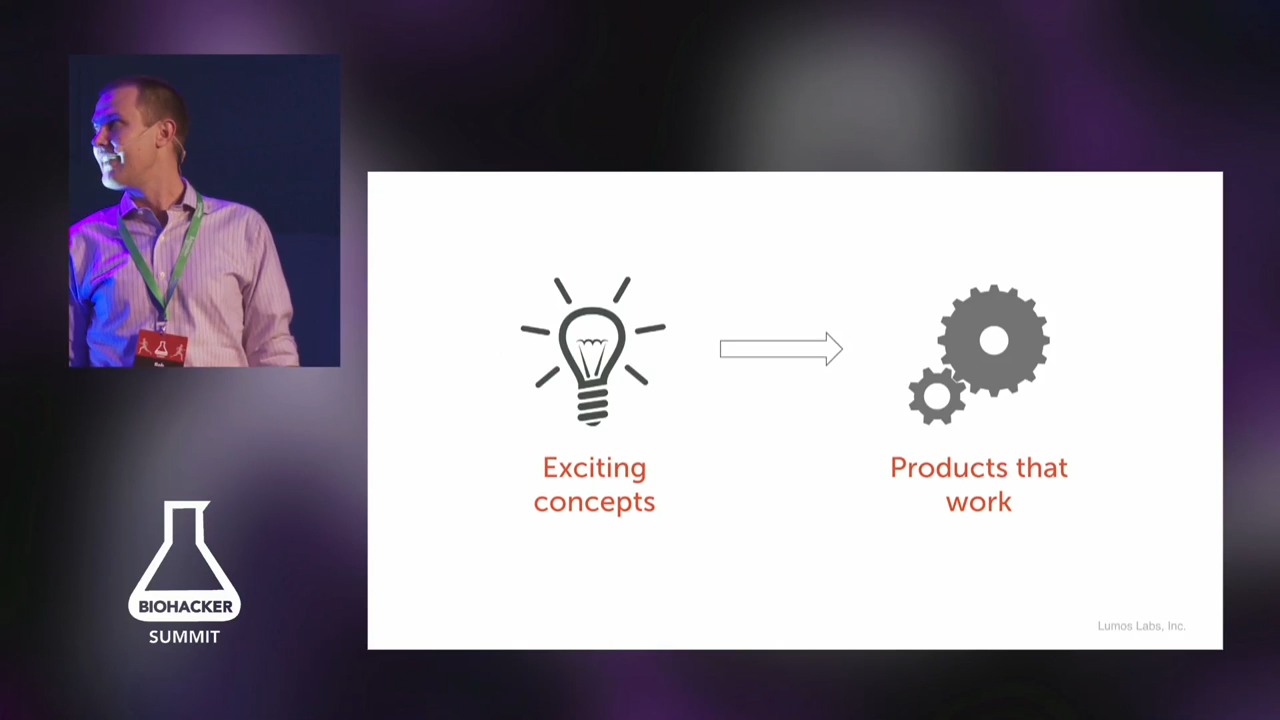 BIOHACKER
SUMMIT
Exciting
concepts
Products that
work
Lumos Labs, Inc.